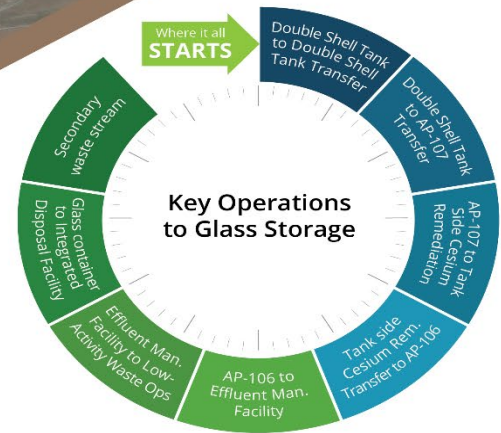 Where it all
STARTS
Double Shell Tank
to Double Shell
Tank Transfer
Double Shell Tank
to AP-107
Transfer
AP-107 to Tank
Side Cesium
Remediation
Tank side
Cesium Rem.
Transfer to AP-106
AP-106 to
Effluent Man.
Facility
Effluent Man.
Facility to Low-
Activity Waste Ops
Glass container
to Integrated
Disposal Facility
Secondary
waste stream
Key Operations
to Glass Storage